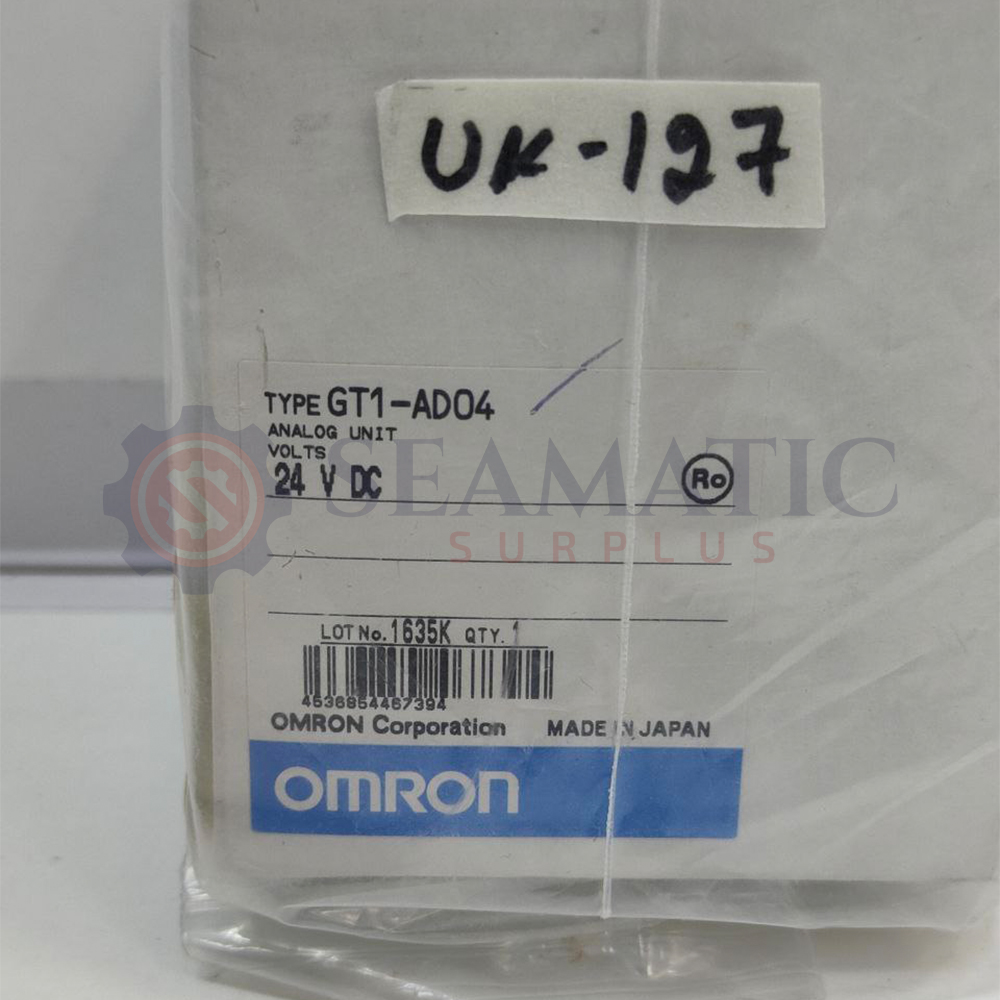 UK-127
TYPE GT1-AD04
ANALOG UNIT
VOLTS
24 V DC
Ro
SEAMATIC
SURPLUS
LOT No. 1635K QTY. 1
4536854467394
OMRON Corporation MADE IN JAPAN
OMRON